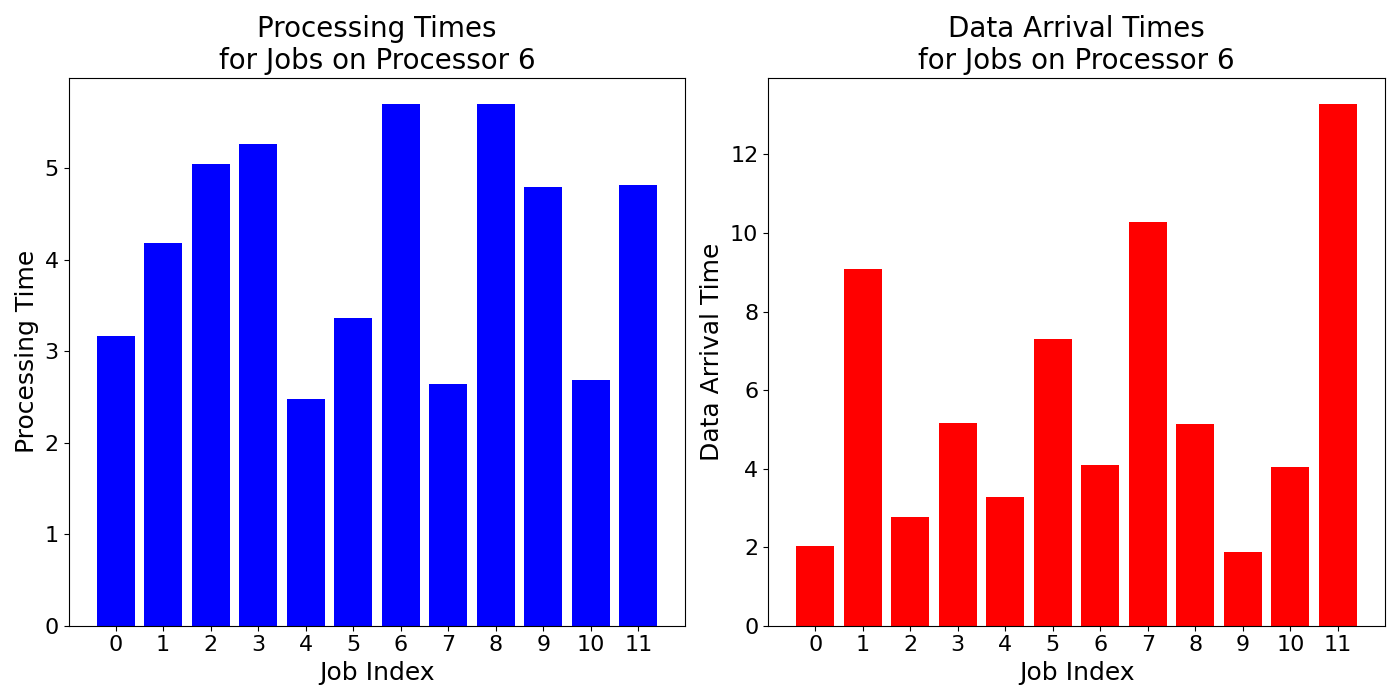 Processing Times
for Jobs on Processor 6
Processing Time
5
4
3
2
1
0
0 1 2 3 4 5 6 7 8 9 10 11
Job Index
Data Arrival Times
for Jobs on Processor 6
Data Arrival Time
12
10
8
6
4
2
0
0 1 2 3 4 5 6 7 8 9 10 11
Job Index